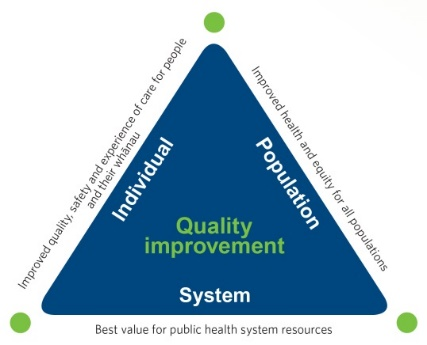 Improved quality, safety and experience of care for people
and their whānau
Individual
Improved health and equity for all populations
Population
Quality
improvement
System
Best value for public health system resources